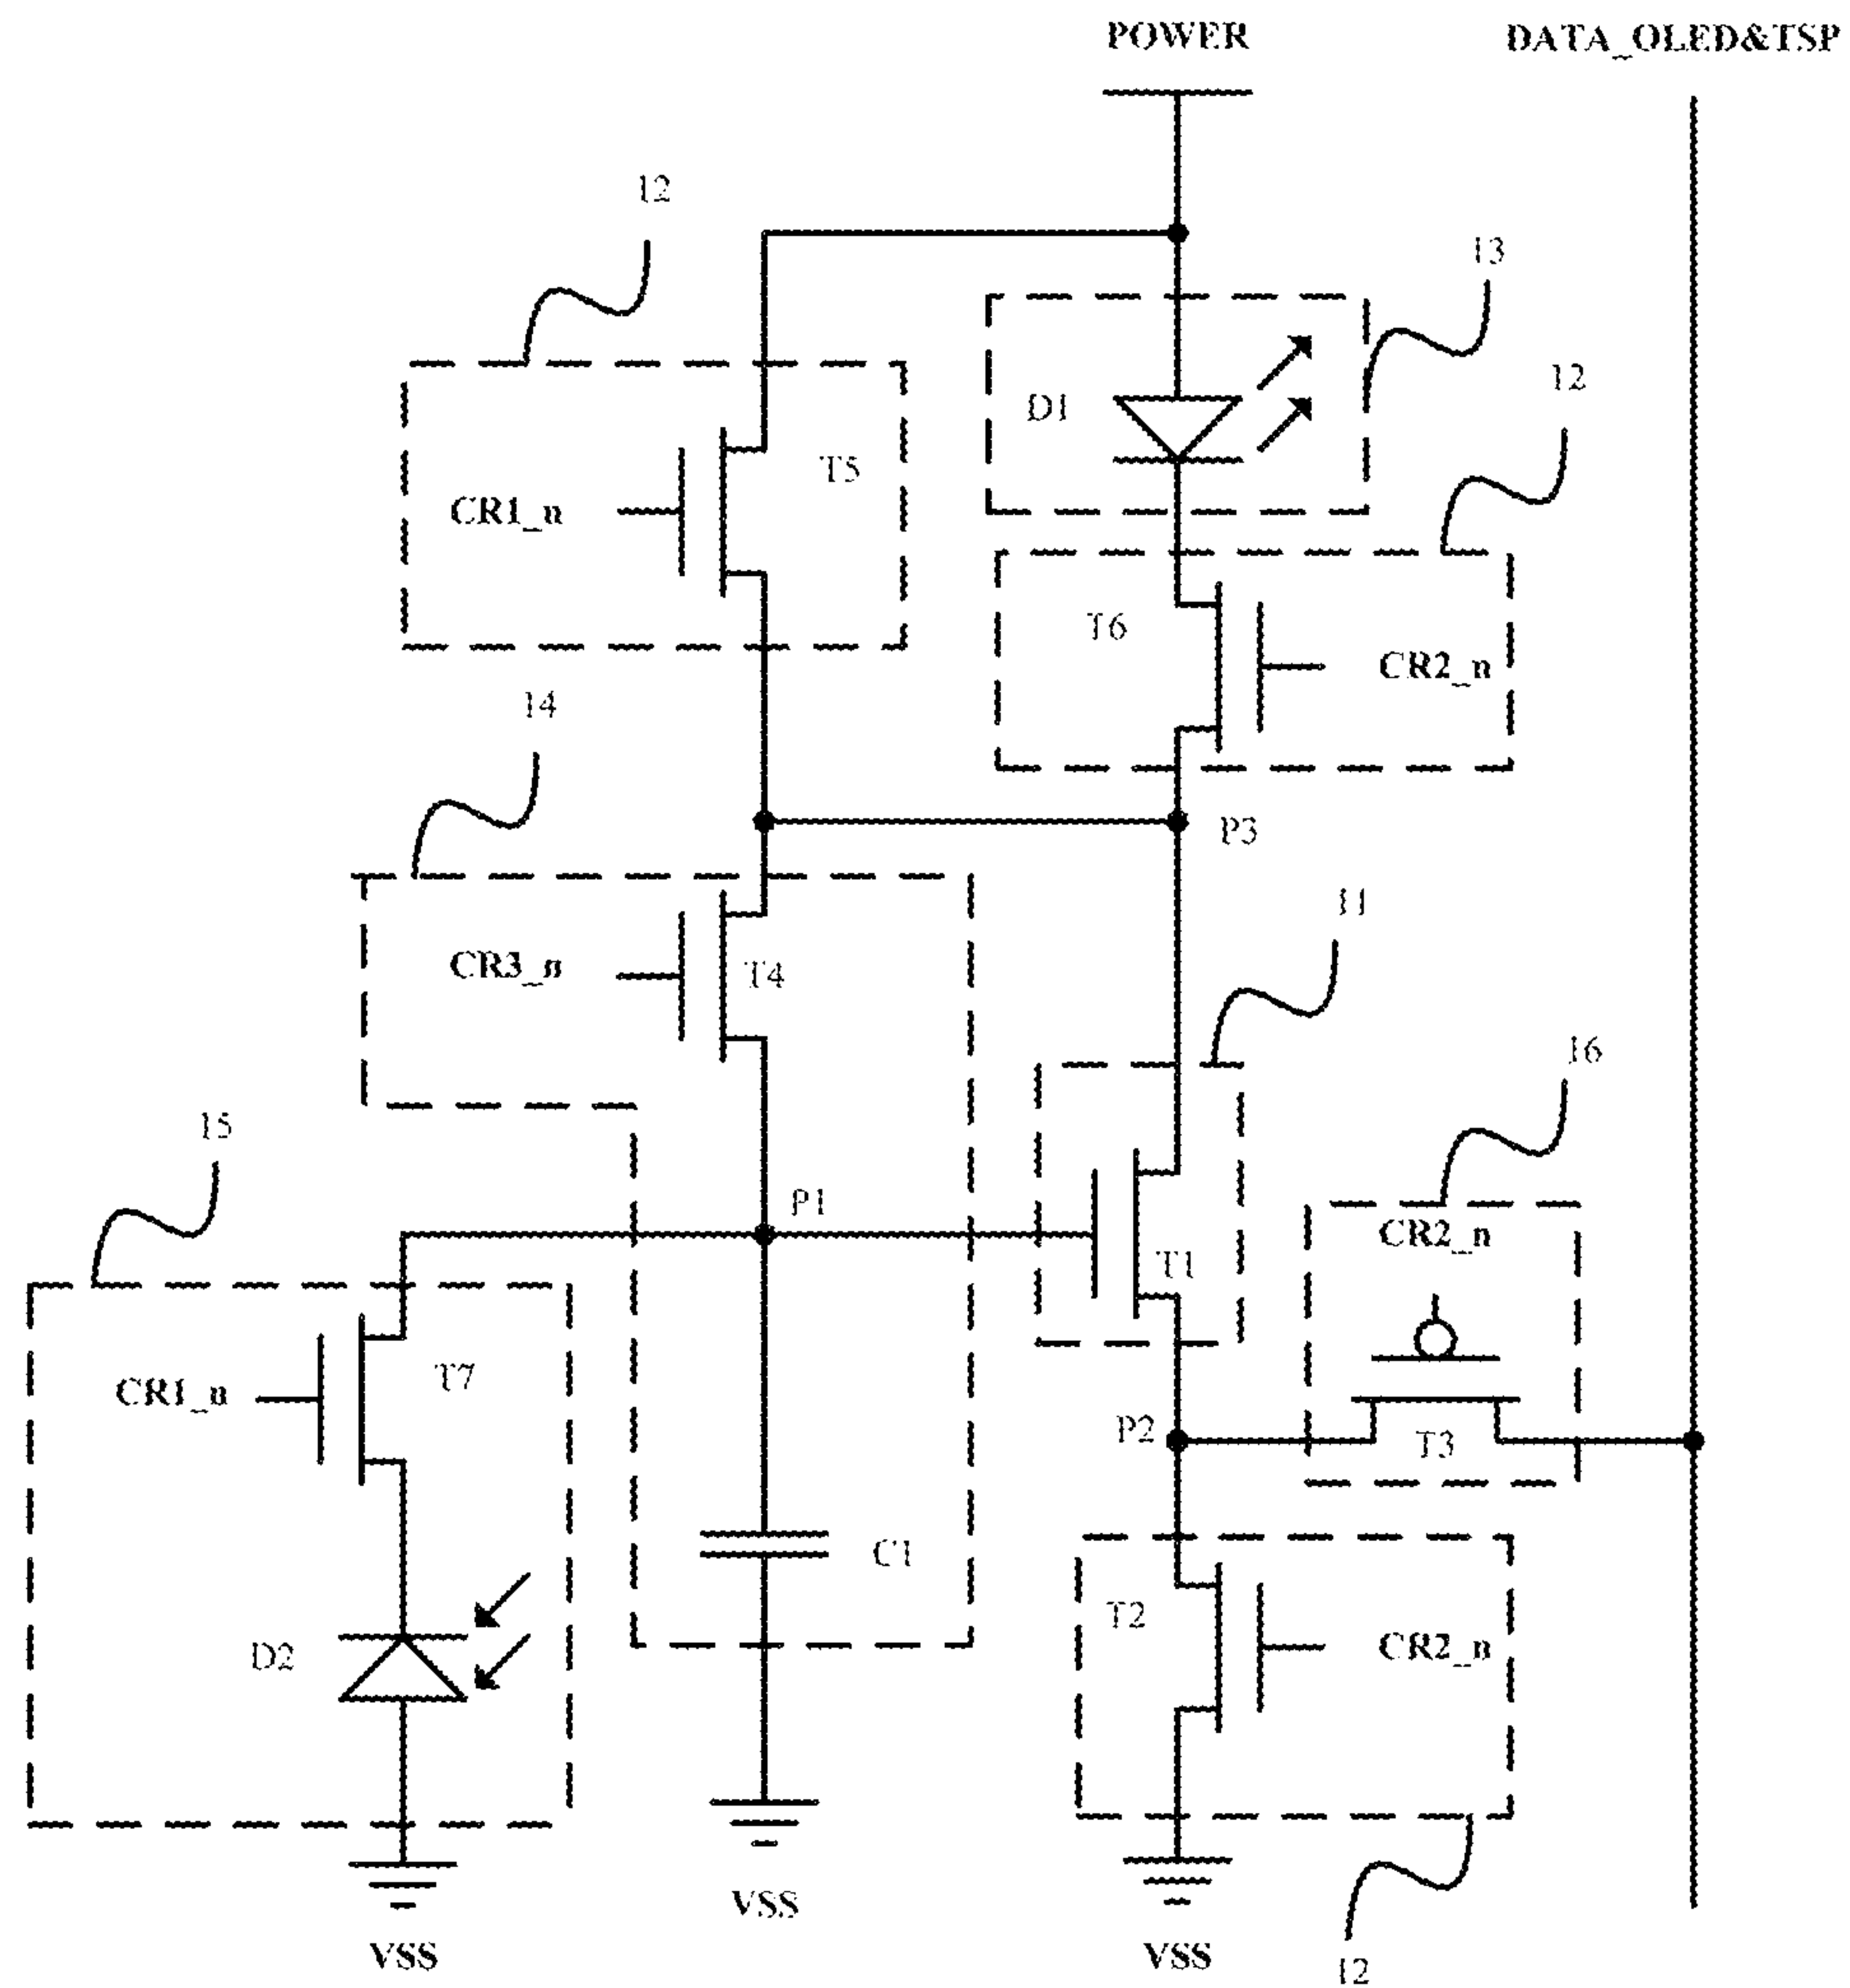 POWER
DATA_OLED&TSP
12
13
12
D1
T5
CR1_n
T6
CR2_n
14
P3
11
CR3_n
T4
16
15
P1
CR2_n
T1
T7
CR1_n
P2
T3
C1
T2
CR2_n
D2
VSS
VSS
VSS
12